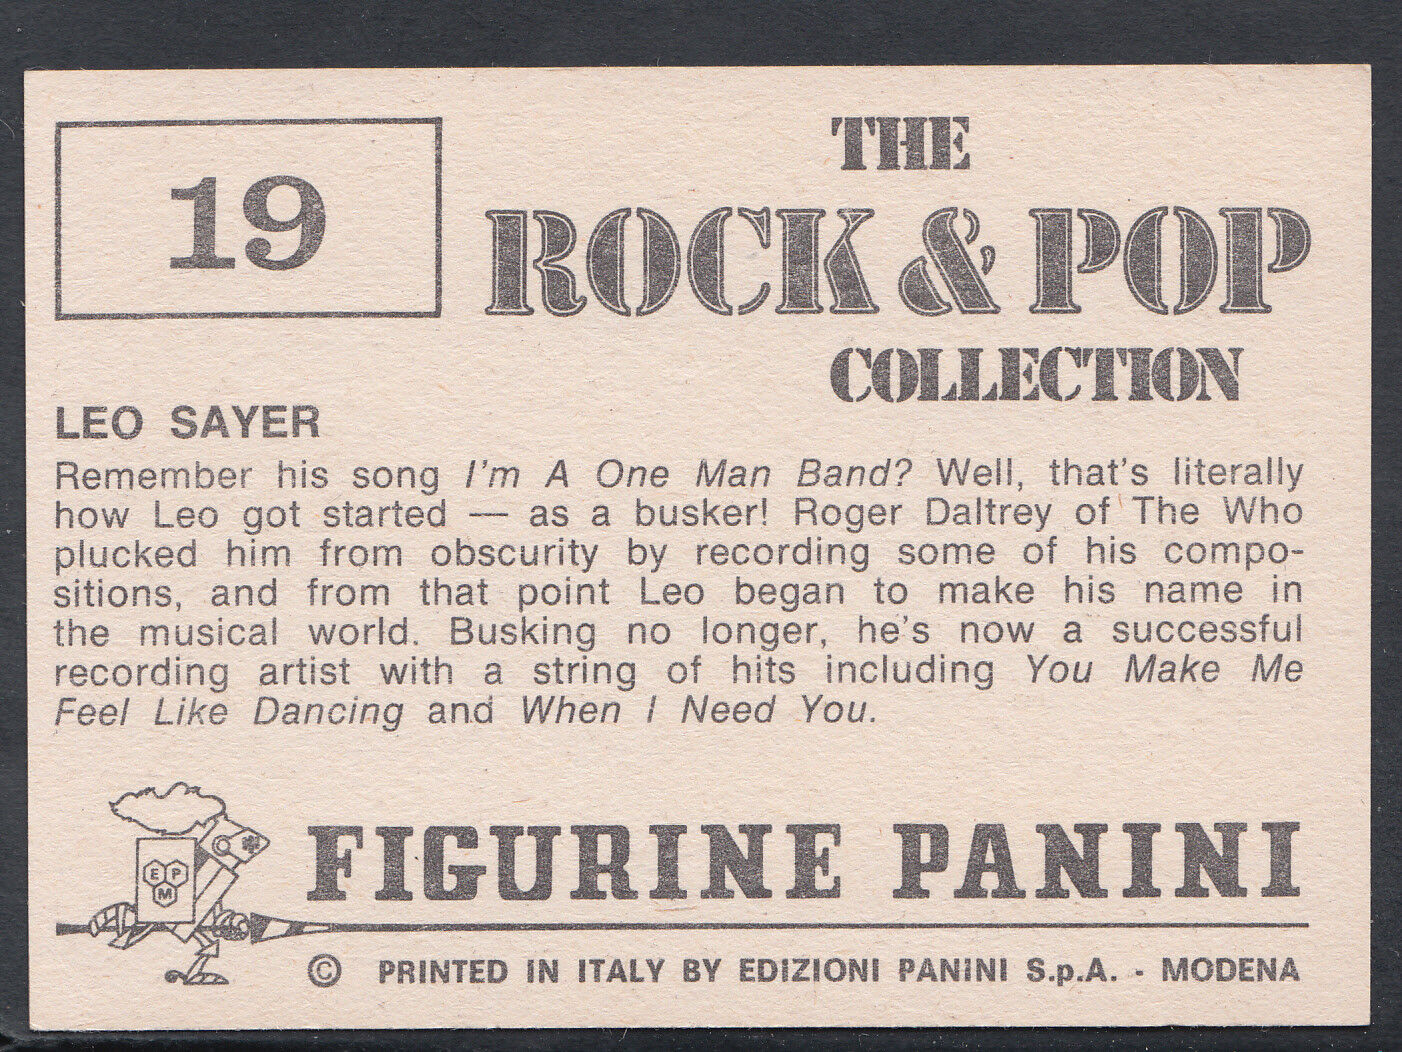 19
THE
ROCK & POP
COLLECTION
LEO SAYER
Remember his song I'm A One Man Band? Well, that's literally
how Leo got started — as a busker! Roger Daltrey of The Who
plucked him from obscurity by recording some of his compo-
sitions, and from that point Leo began to make his name in
the musical world. Busking no longer, he's now a successful
recording artist with a string of hits including You Make Me
Feel Like Dancing and When I Need You.
E P
M
FIGURINE PANINI
© PRINTED IN ITALY BY EDIZIONI PANINI S.p.A. - MODENA